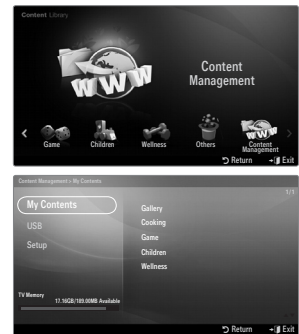 Content Library
WWW
Content
Management
Game
Children
Wellness
Others
Content
Management
Return
Exit
Content Management > My Contents
1/1
My Contents
USB
Setup
Gallery
Cooking
Game
Children
Wellness
TV Memory
17.16GB/189.00MB Available
Return
Exit